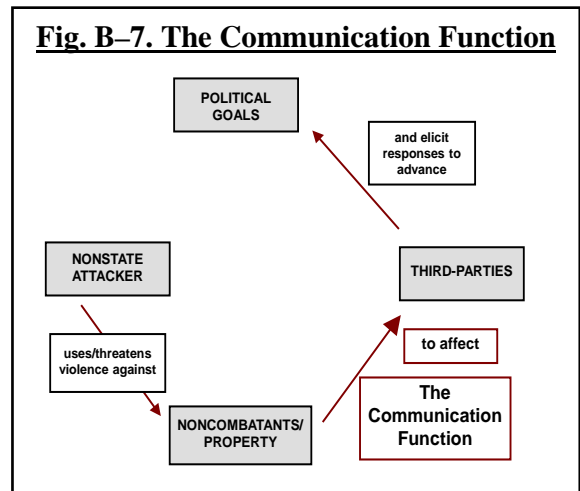 Fig. B–7. The Communication Function
POLITICAL
GOALS
and elicit
responses to
advance
NONSTATE
ATTACKER
THIRD-PARTIES
uses/threatens
violence against
to affect
NONCOMBATANTS/
PROPERTY
The
Communication
Function